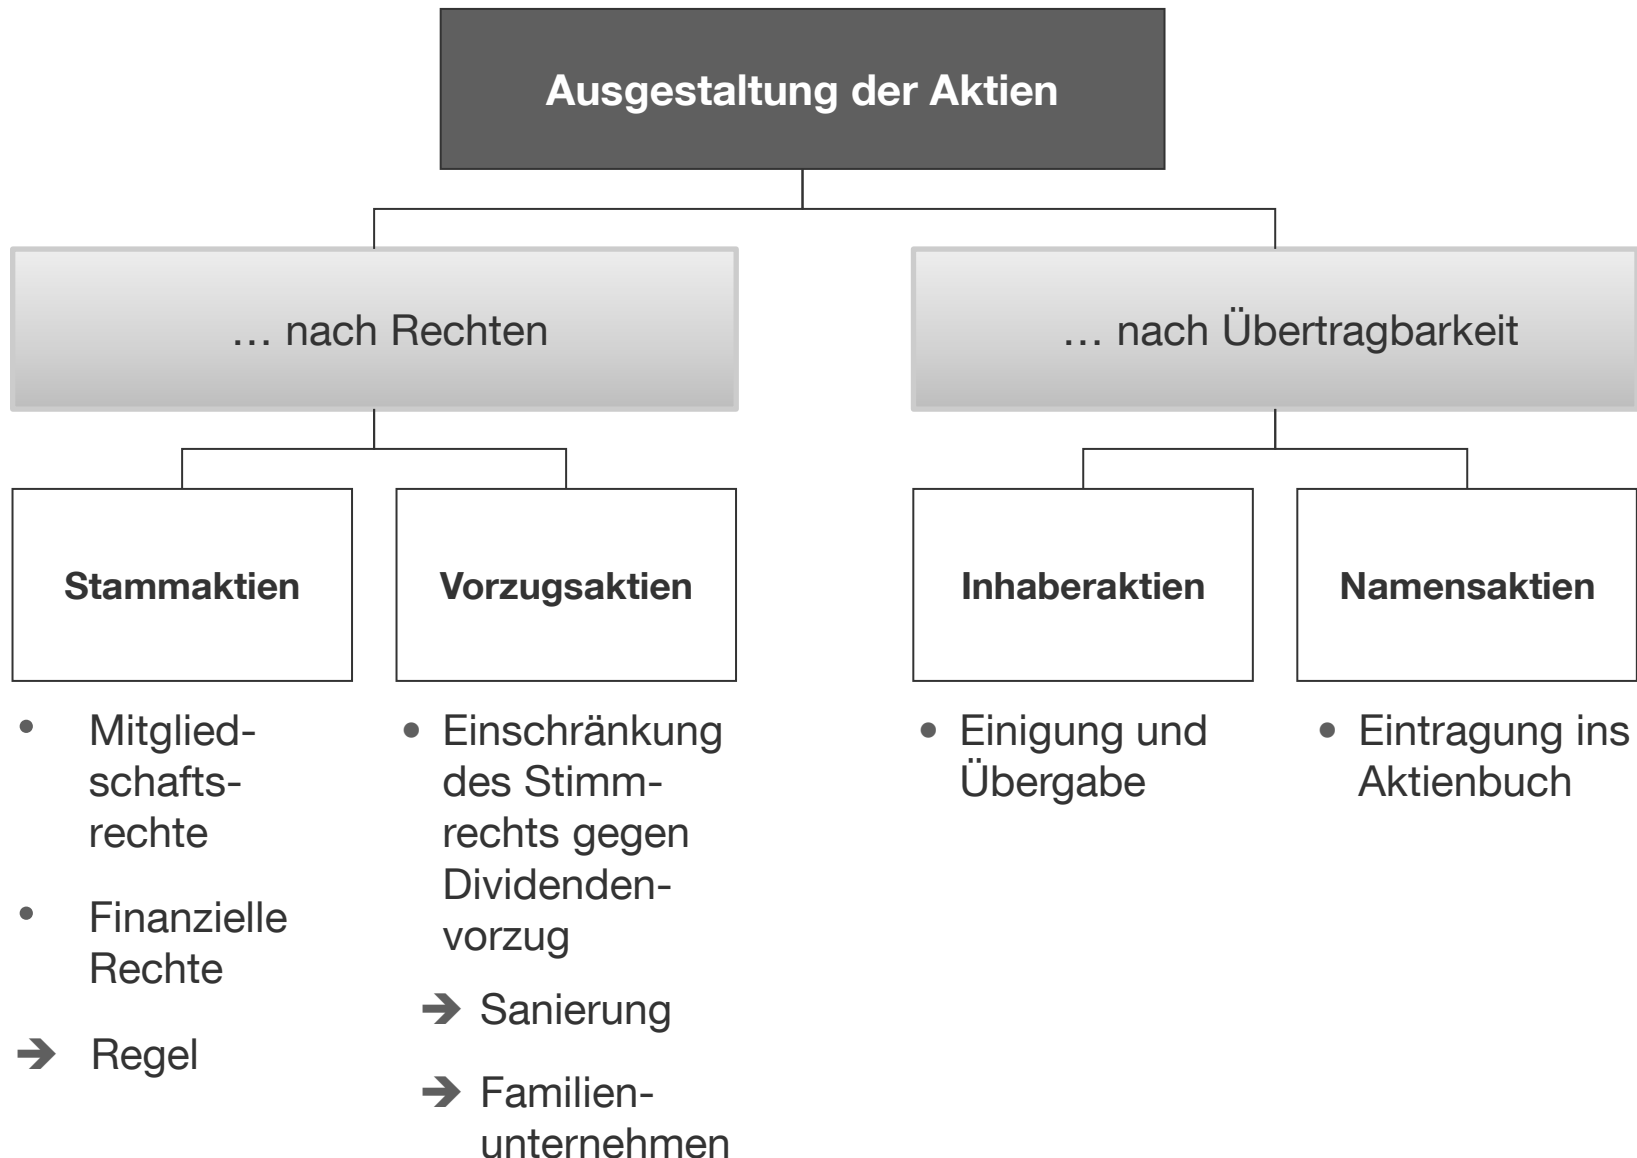 Ausgestaltung der Aktien
… nach Rechten
… nach Übertragbarkeit
Stammaktien
Vorzugsaktien
Inhaberaktien
Namensaktien
• Mitglied-
schafts-
rechte
• Finanzielle
Rechte
➔ Regel
• Einschränkung
des Stimm-
rechts gegen
Dividenden-
vorzug
➔ Sanierung
➔ Familien-
unternehmen
• Einigung und
Übergabe
• Eintragung ins
Aktienbuch